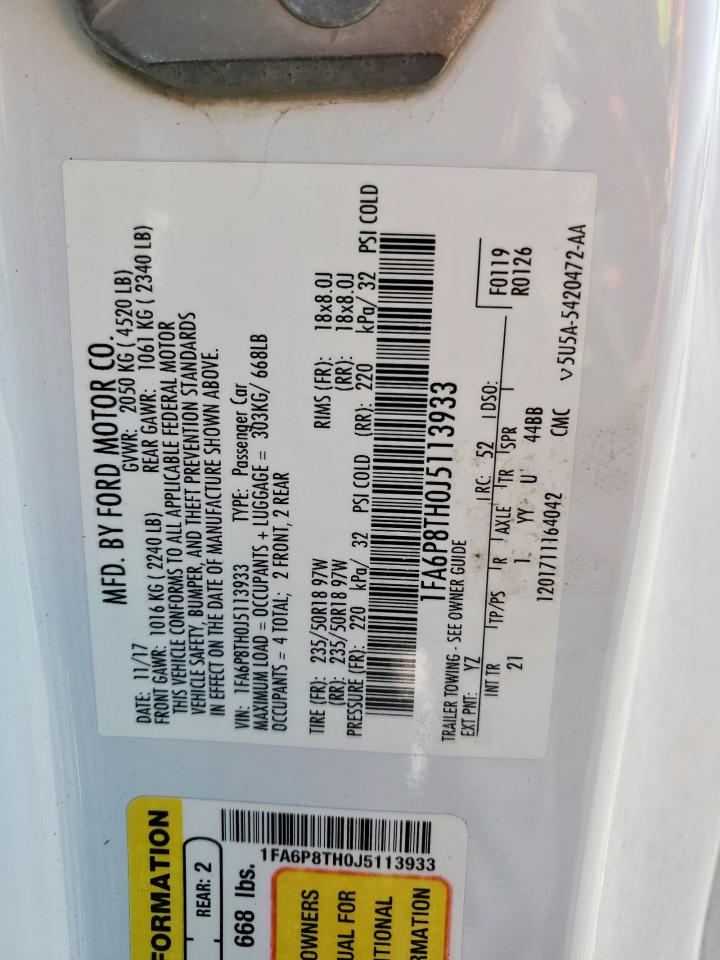 MFD. BY FORD MOTOR CO.
DATE: 11/17 GVWR: 2050 KG ( 4520 LB)
FRONT GAWR: 1016 KG ( 2240 LB) REAR GAWR: 1061 KG ( 2340 LB)
THIS VEHICLE CONFORMS TO ALL APPLICABLE FEDERAL MOTOR
VEHICLE SAFETY, BUMPER, AND THEFT PREVENTION STANDARDS
IN EFFECT ON THE DATE OF MANUFACTURE SHOWN ABOVE.
VIN: 1FA6P8TH0J5113933 TYPE: Passenger Car
MAXIMUM LOAD = OCCUPANTS + LUGGAGE = 303KG/ 668LB
OCCUPANTS = 4 TOTAL; 2 FRONT, 2 REAR
TIRE (FR): 235/50R18 97W RIMS (FR): 18x8.0J
(RR): 235/50R18 97W (RR): 18x8.0J
PRESSURE (FR): 220 kPa/ 32 PSI COLD (RR): 220 kPa/ 32 PSI COLD
1FA6P8TH0J5113933
TRAILER TOWING - SEE OWNER GUIDE
EXT PNT: YZ RC: 52 DSO: F0119
R0126
INT TR TP/PS R AXLE TR SPR
21 1 YY U 44BB
1201711164042 CMC v5U5A-5420472-AA
FORMATION
REAR: 2
668 lbs.
1FA6P8TH0J5113933
OWNERS
UAL FOR
ITIONAL
RMATION